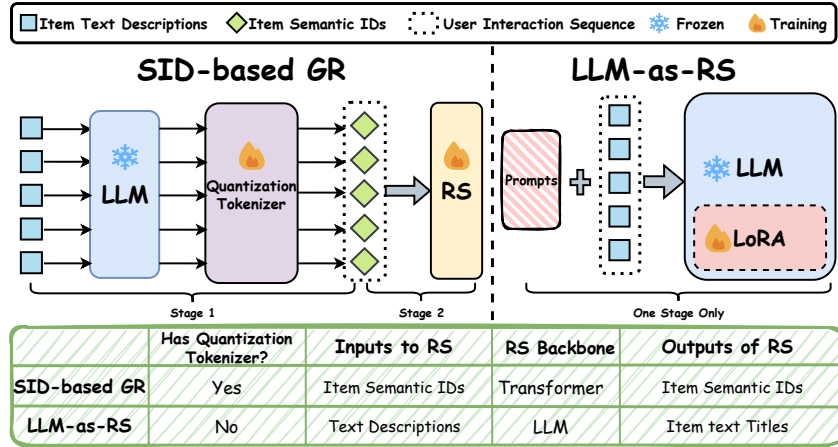 Item Text Descriptions Item Semantic IDs User Interaction Sequence Frozen Training
SID-based GR LLM-as-RS
LLM
Quantization
Tokenizer
RS
Prompts
LLM
LoRA
Stage 1 Stage 2 One Stage Only
Has Quantization
Tokenizer? Inputs to RS RS Backbone Outputs of RS
SID-based GR Yes Item Semantic IDs Transformer Item Semantic IDs
LLM-as-RS No Text Descriptions LLM Item text Titles